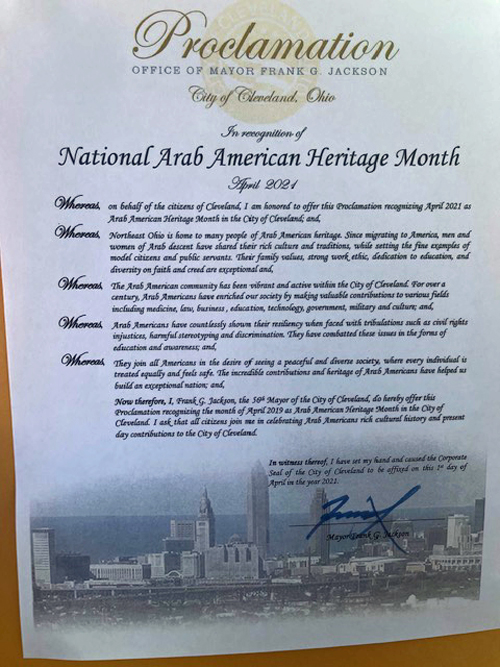 Proclamation
OFFICE OF MAYOR FRANK G. JACKSON
City of Cleveland, Ohio
In recognition of
National Arab American Heritage Month
April 2021
Whereas, on behalf of the citizens of Cleveland, I am honored to offer this Proclamation recognizing April 2021 as
Arab American Heritage Month in the City of Cleveland; and,
Whereas, Northeast Ohio is home to many people of Arab heritage. Since migrating to America, men and
women of Arab descent have shared their rich culture and traditions, while setting the fine examples of
model citizens and public servants. Their family values, strong work ethic, dedication to education, and
diversity on faith and creed are exceptional and,
Whereas, The Arab American community has been vibrant and active within the City of Cleveland. For over a
century, Arab Americans have enriched our society by making valuable contributions to various fields
including medicine, law, business , education, technology, government, military and culture; and,
Whereas, Arab Americans have countlessly shown their resiliency when faced with tribulations such as civil rights
injustices, harmful stereotyping and discrimination. They have combatted these issues in the forms of
education and awareness; and,
Whereas, They join all Americans in the desire of seeing a peaceful and diverse society, where every individual is
treated equally and feels safe. The incredible contributions and heritage of Arab Americans have helped us
build an exceptional nation; and,
Now therefore, I, Frank G. Jackson, the 56th Mayor of the City of Cleveland, do hereby offer this
Proclamation recognizing the month of April 2019 as Arab American Heritage Month in the City of
Cleveland. I ask that all citizens join me in celebrating Arab Americans rich cultural history and present
day contributions to the City of Cleveland.
In witness thereof, I have set my hand and caused the Corporate
Seal of the City of Cleveland to be affixed on this 1st day of
April in the year 2021.
Mayor Frank G. Jackson